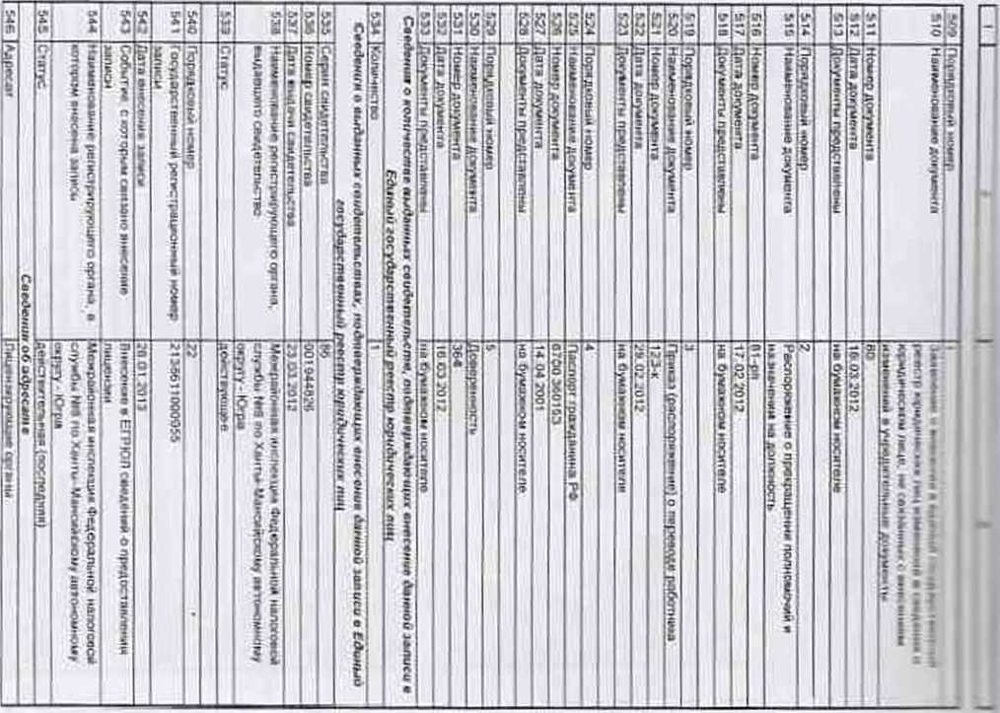 1 2 3
509 Порядковый номер 1
510 Наименование документа Заявление о внесении в Единый государственный
реестр юридических лиц изменений в сведения о
юридическом лице, не связанных с внесением
изменений в учредительные документы
511 Номер документа 80
512 Дата документа 16.03.2012
513 Документы представлены на бумажном носителе
514 Порядковый номер 2
515 Наименование документа Распоряжение о прекращении полномочий и
назначении на должность
516 Номер документа 81-рл
517 Дата документа 17.02.2012
518 Документы представлены на бумажном носителе
519 Порядковый номер 3
520 Наименование документа Приказ (распоряжение) о переводе работника
521 Номер документа 123-к
522 Дата документа 29.02.2012
523 Документы представлены на бумажном носителе
524 Порядковый номер 4
525 Наименование документа Паспорт гражданина РФ
526 Номер документа 6700 360153
527 Дата документа 14.04.2001
528 Документы представлены на бумажном носителе
529 Порядковый номер 5
530 Наименование документа Доверенность
531 Номер документа 364
532 Дата документа 16.03.2012
533 Документы представлены на бумажном носителе
Сведения о количестве выданных свидетельств, подтверждающих внесение данной записи в
Единый государственный реестр юридических лиц
534 Количество 1
Сведения о выданных свидетельствах, подтверждающих внесение данной записи в Единый
государственный реестр юридических лиц
535 Серия свидетельства 86
536 Номер свидетельства 001944826
537 Дата выдачи свидетельства 23.03.2012
538 Наименование регистрирующего органа, Межрайонная инспекция Федеральной налоговой
выдавшего свидетельство службы №8 по Ханты-Мансийскому автономному
округу - Югра
539 Статус действующее
540 Порядковый номер 22
541 Государственный регистрационный номер 2138611000955
записи
542 Дата внесения записи 28.01.2013
543 Событие, с которым связано внесение Внесение в ЕГРЮЛ сведений о предоставлении
записи лицензии
544 Наименование регистрирующего органа, в Межрайонная инспекция Федеральной налоговой
котором внесена запись службы №8 по Ханты-Мансийскому автономному
округу - Югра
545 Статус действительная (последняя)
Сведения об адресате
546 Адресат Лицензирующие органы